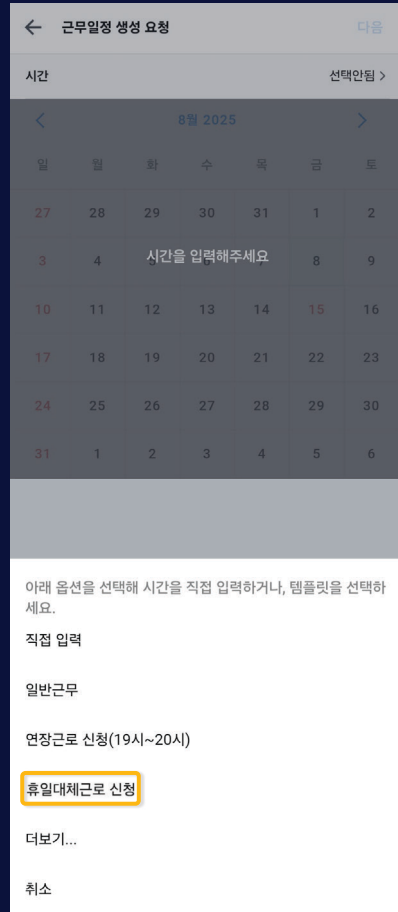 ← 근무일정 생성 요청 다음
시간 선택안됨 >
< 8월 2025 >
일 월 화 수 목 금 토
27 28 29 30 31 1 2
3 4 5 6 7 8 9
시간을 입력해주세요
10 11 12 13 14 15 16
17 18 19 20 21 22 23
24 25 26 27 28 29 30
31 1 2 3 4 5 6
아래 옵션을 선택해 시간을 직접 입력하거나, 템플릿을 선택하
세요.
직접 입력
일반근무
연장근로 신청(19시~20시)
휴일대체근로 신청
더보기...
취소